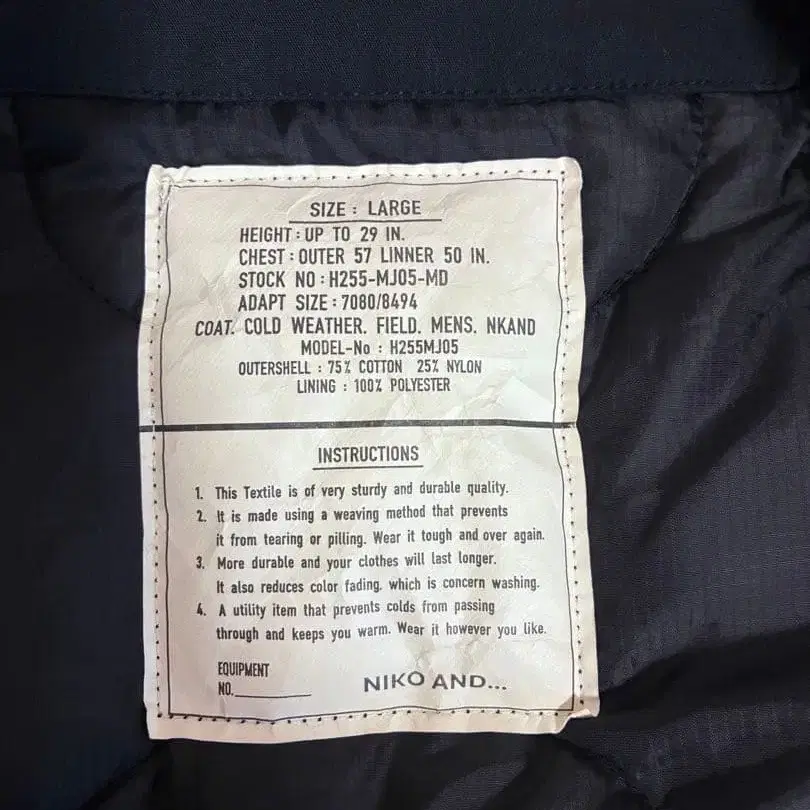 SIZE : LARGE
HEIGHT : UP TO 29 IN.
CHEST : OUTER 57 LINNER 50 IN.
STOCK NO : H255-MJ05-MD
ADAPT SIZE : 7080/8494
COAT. COLD WEATHER. FIELD. MENS. NKAND
MODEL-No : H255MJ05
OUTERSHELL : 75% COTTON 25% NYLON
LINING : 100% POLYESTER
INSTRUCTIONS
1. This Textile is of very sturdy and durable quality.
2. It is made using a weaving method that prevents
it from tearing or pilling. Wear it tough and over again.
3. More durable and your clothes will last longer.
It also reduces color fading. which is concern washing.
4. A utility item that prevents colds from passing
through and keeps you warm. Wear it however you like.
EQUIPMENT
NO.
NIKO AND...